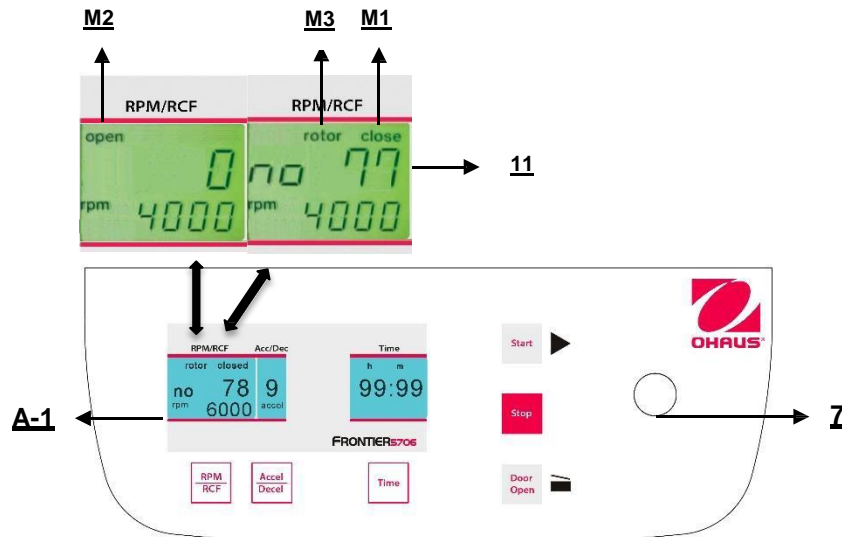 M2 M3 M1
RPM/RCF RPM/RCF
open rotor close
0 no 77
rpm 4000 rpm 4000
11
OHAUS®
RPM/RCF Acc/Dec Time
rotor closed h m
no 78 9 99:99
rpm 6000 accel
Start
Stop
A-1
7
FRONTIER5706
RPM
RCF
Accel
Decel
Time
Door
Open